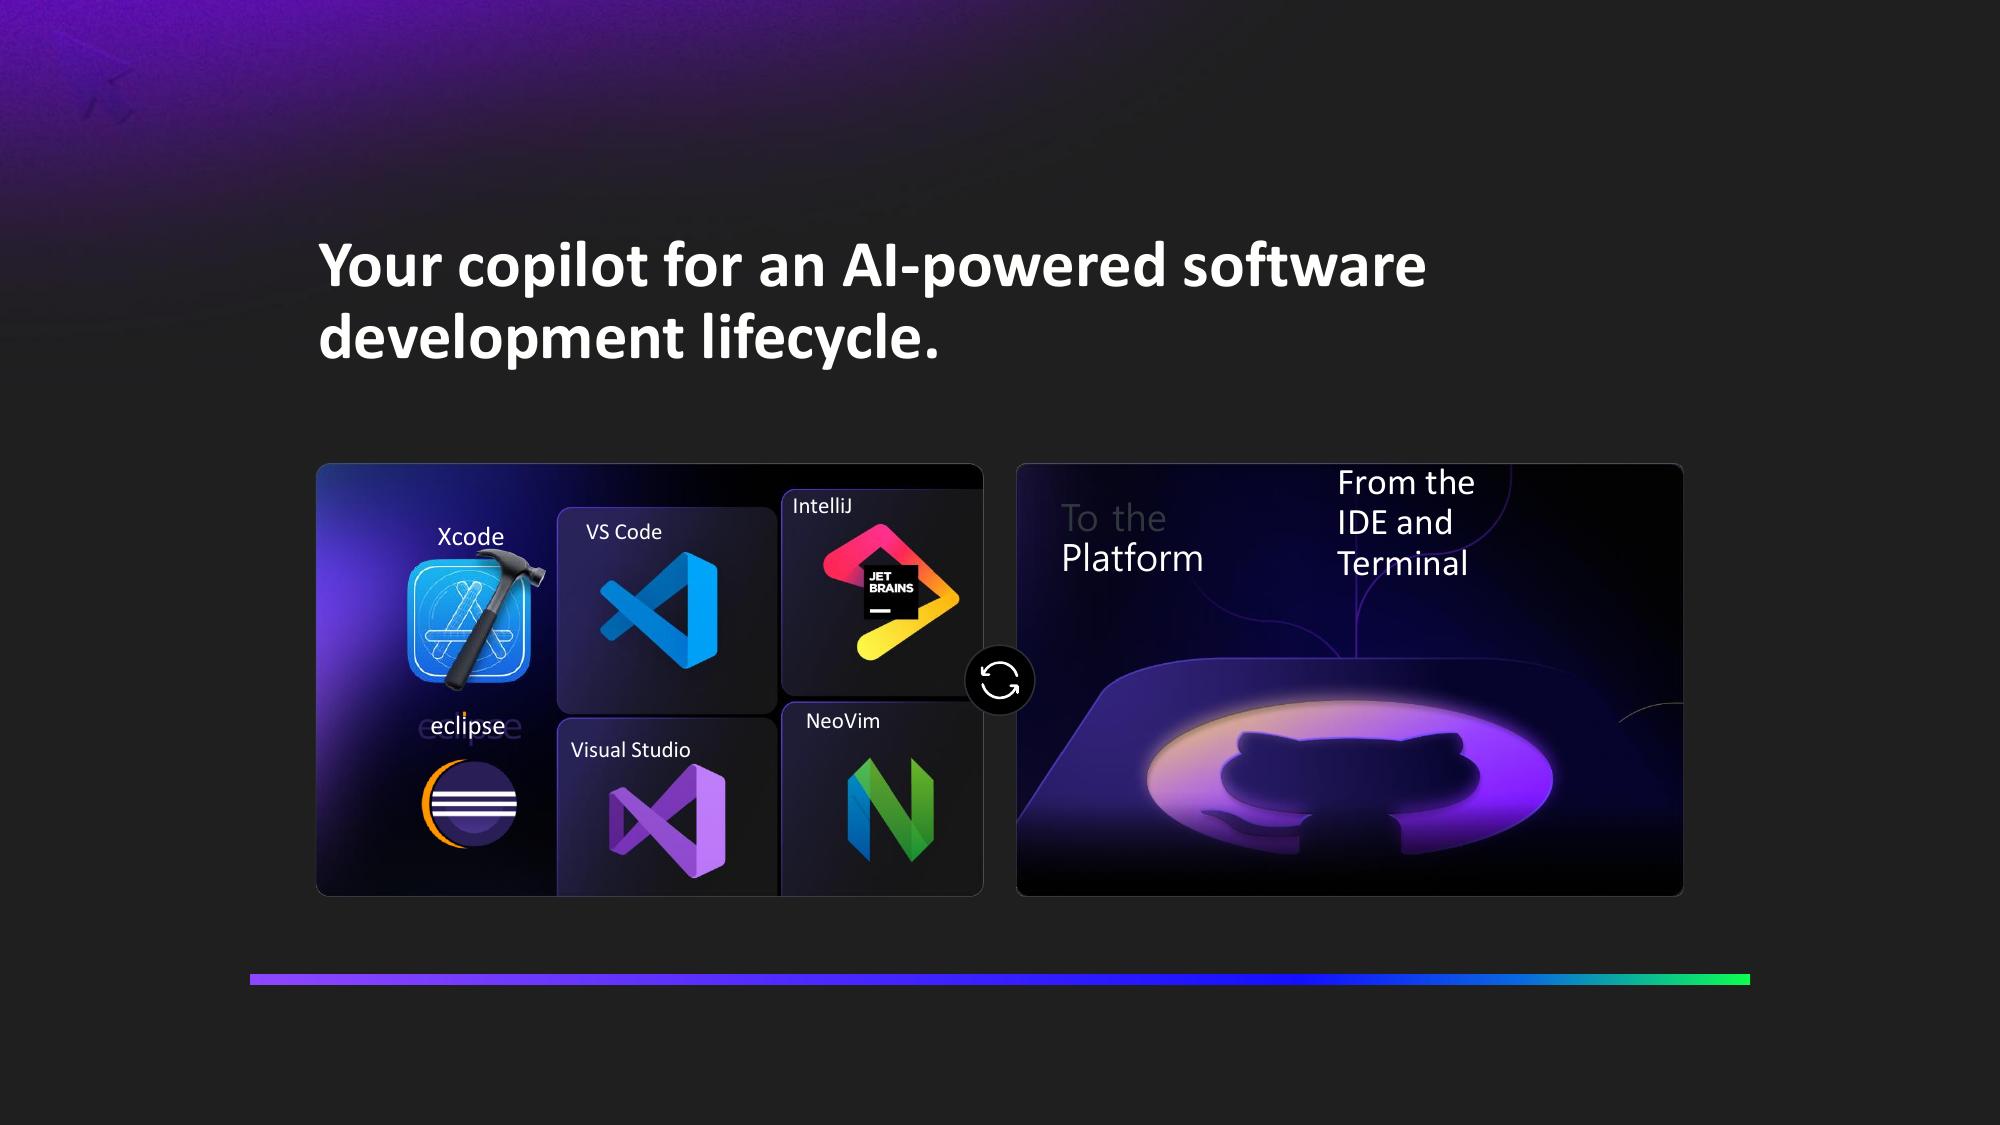 Your copilot for an AI-powered software
development lifecycle.
Xcode
VS Code
IntelliJ
JET
BRAINS
eclipse
eclipse
Visual Studio
NeoVim
To the
Platform
From the
IDE and
Terminal